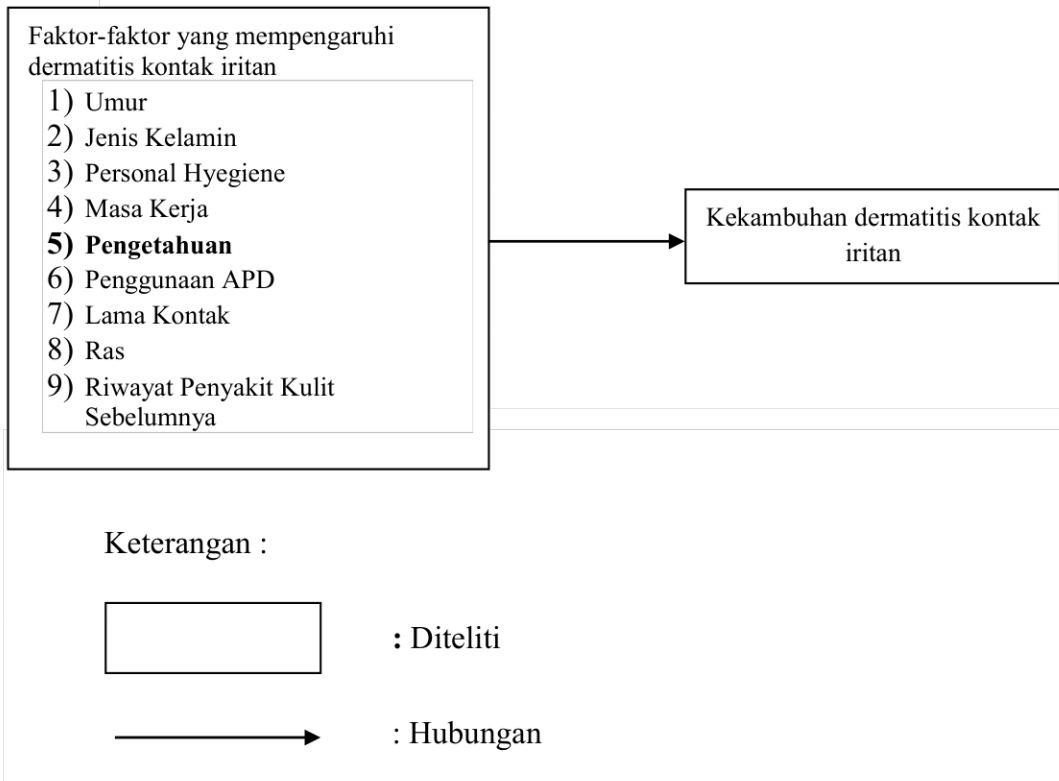 Faktor-faktor yang mempengaruhi
dermatitis kontak iritan
1) Umur
2) Jenis Kelamin
3) Personal Hyegiene
4) Masa Kerja
5) Pengetahuan
6) Penggunaan APD
7) Lama Kontak
8) Ras
9) Riwayat Penyakit Kulit
Sebelumnya
Kekambuhan dermatitis kontak
iritan
Keterangan :
: Diteliti
: Hubungan